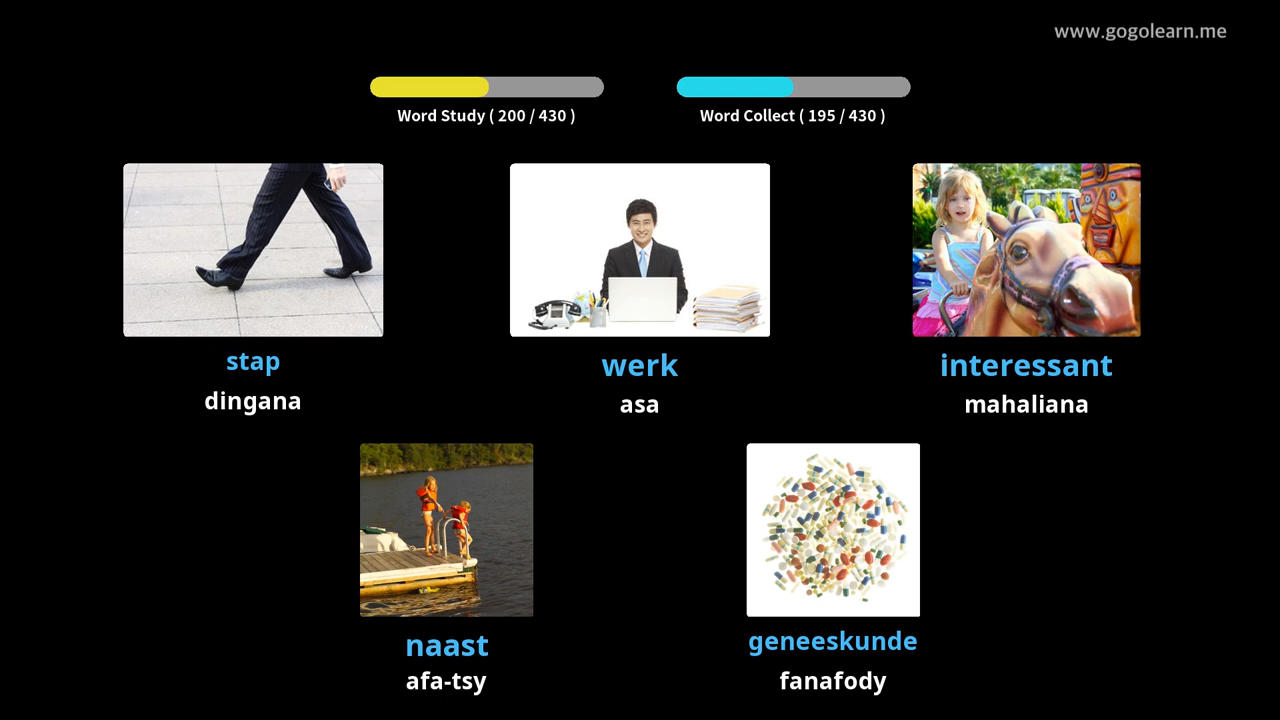 www.gogolearn.me
Word Study ( 200 / 430 )
Word Collect ( 195 / 430 )
stap
dingana
werk
asa
interessant
mahaliana
naast
afa-tsy
geneeskunde
fanafody